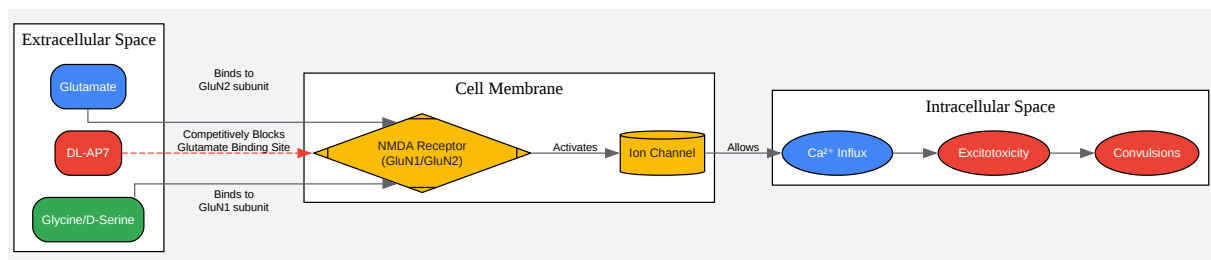 Extracellular Space
Glutamate
DL-AP7
Glycine/D-Serine
Binds to
GluN2 subunit
Competitively Blocks
Glutamate Binding Site
Binds to
GluN1 subunit
Cell Membrane
NMDA Receptor
(GluN1/GluN2)
Activates
Ion Channel
Allows
Intracellular Space
Ca²⁺ Influx
Excitotoxicity
Convulsions